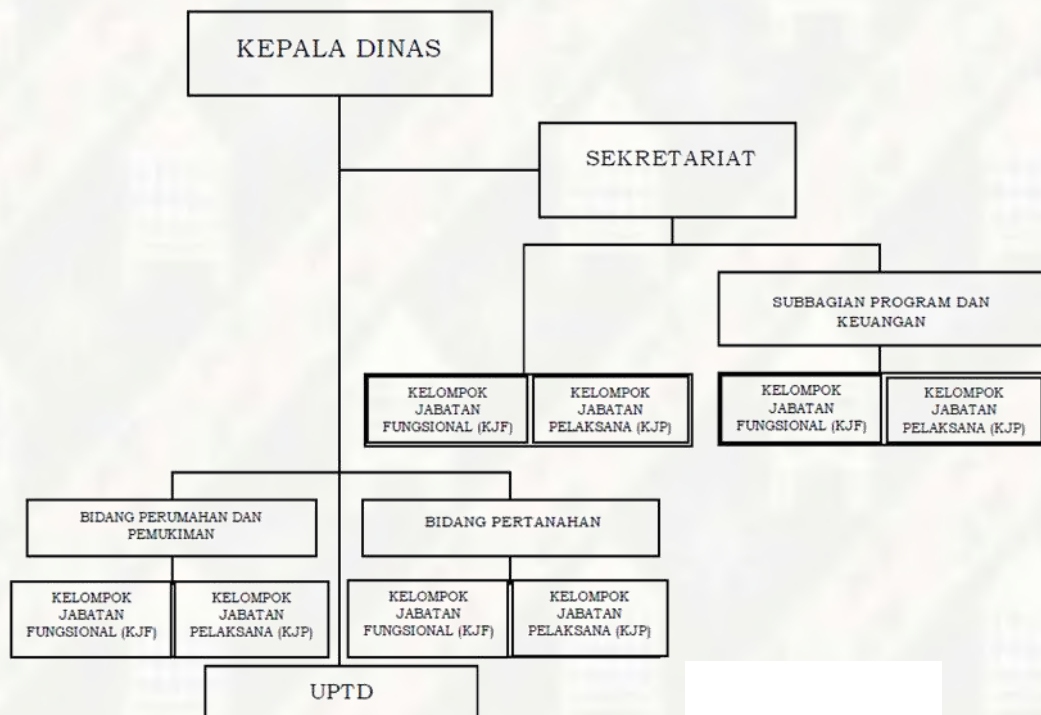 KEPALA DINAS
SEKRETARIAT
SUBBAGIAN PROGRAM DAN
KEUANGAN
KELOMPOK
JABATAN
FUNGSIONAL (KJF)
KELOMPOK
JABATAN
PELAKSANA (KJP)
KELOMPOK
JABATAN
FUNGSIONAL (KJF)
KELOMPOK
JABATAN
PELAKSANA (KJP)
BIDANG PERUMAHAN DAN
PEMUKIMAN
BIDANG PERTANAHAN
KELOMPOK
JABATAN
FUNGSIONAL (KJF)
KELOMPOK
JABATAN
PELAKSANA (KJP)
KELOMPOK
JABATAN
FUNGSIONAL (KJF)
KELOMPOK
JABATAN
PELAKSANA (KJP)
UPTD